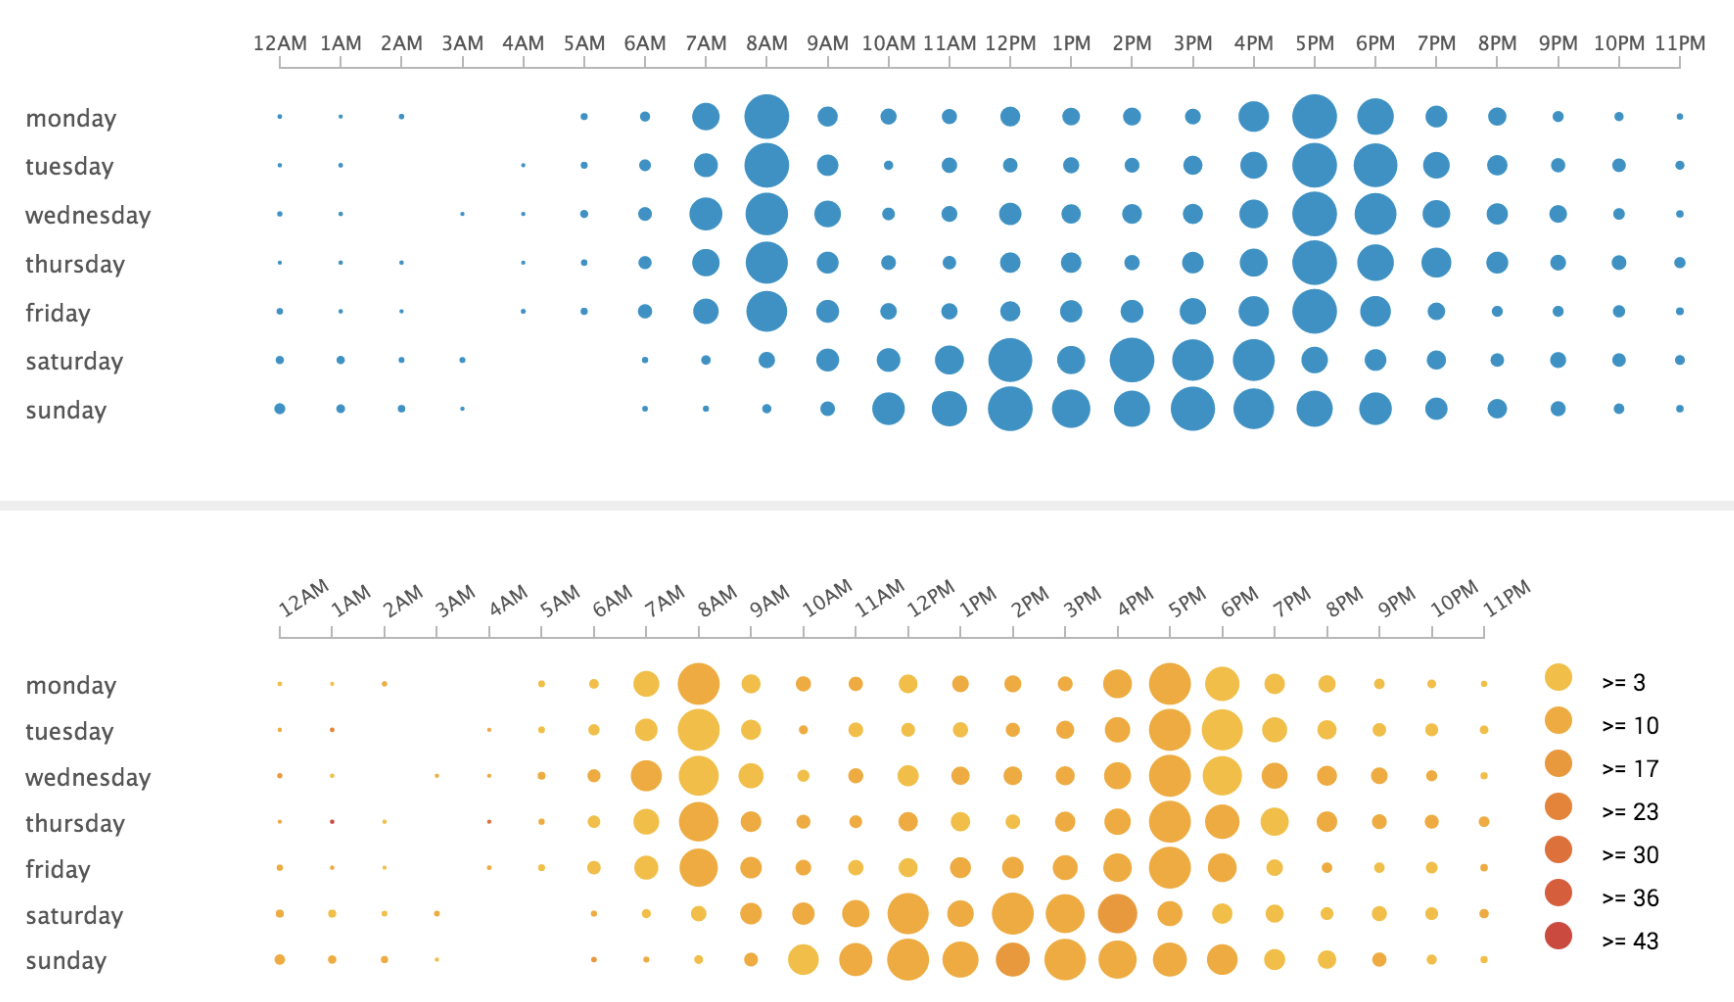 12AM 1AM 2AM 3AM 4AM 5AM 6AM 7AM 8AM 9AM 10AM 11AM 12PM 1PM 2PM 3PM 4PM 5PM 6PM 7PM 8PM 9PM 10PM 11PM
monday
tuesday
wednesday
thursday
friday
saturday
sunday
12AM 1AM 2AM 3AM 4AM 5AM 6AM 7AM 8AM 9AM 10AM 11AM 12PM 1PM 2PM 3PM 4PM 5PM 6PM 7PM 8PM 9PM 10PM 11PM
monday >= 3
tuesday >= 10
wednesday >= 17
thursday >= 23
friday >= 30
saturday >= 36
sunday >= 43